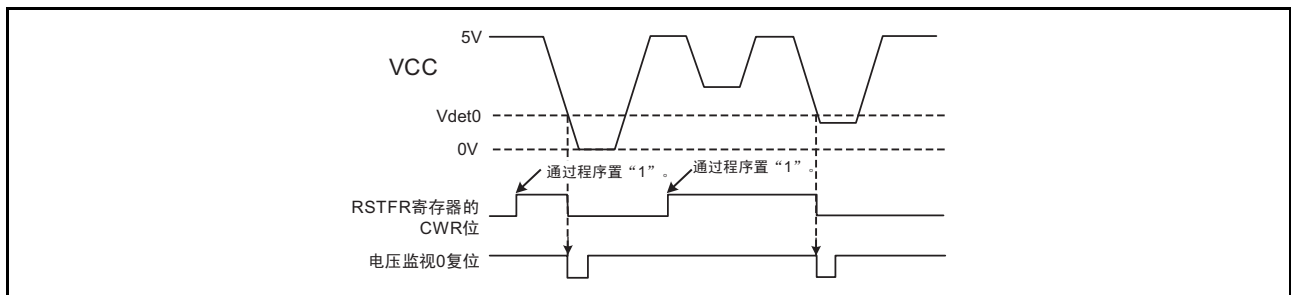 5V
VCC
Vdet0
0V
通过程序置“1”。
通过程序置“1”。
RSTFR寄存器的
CWR位
电压监视0复位